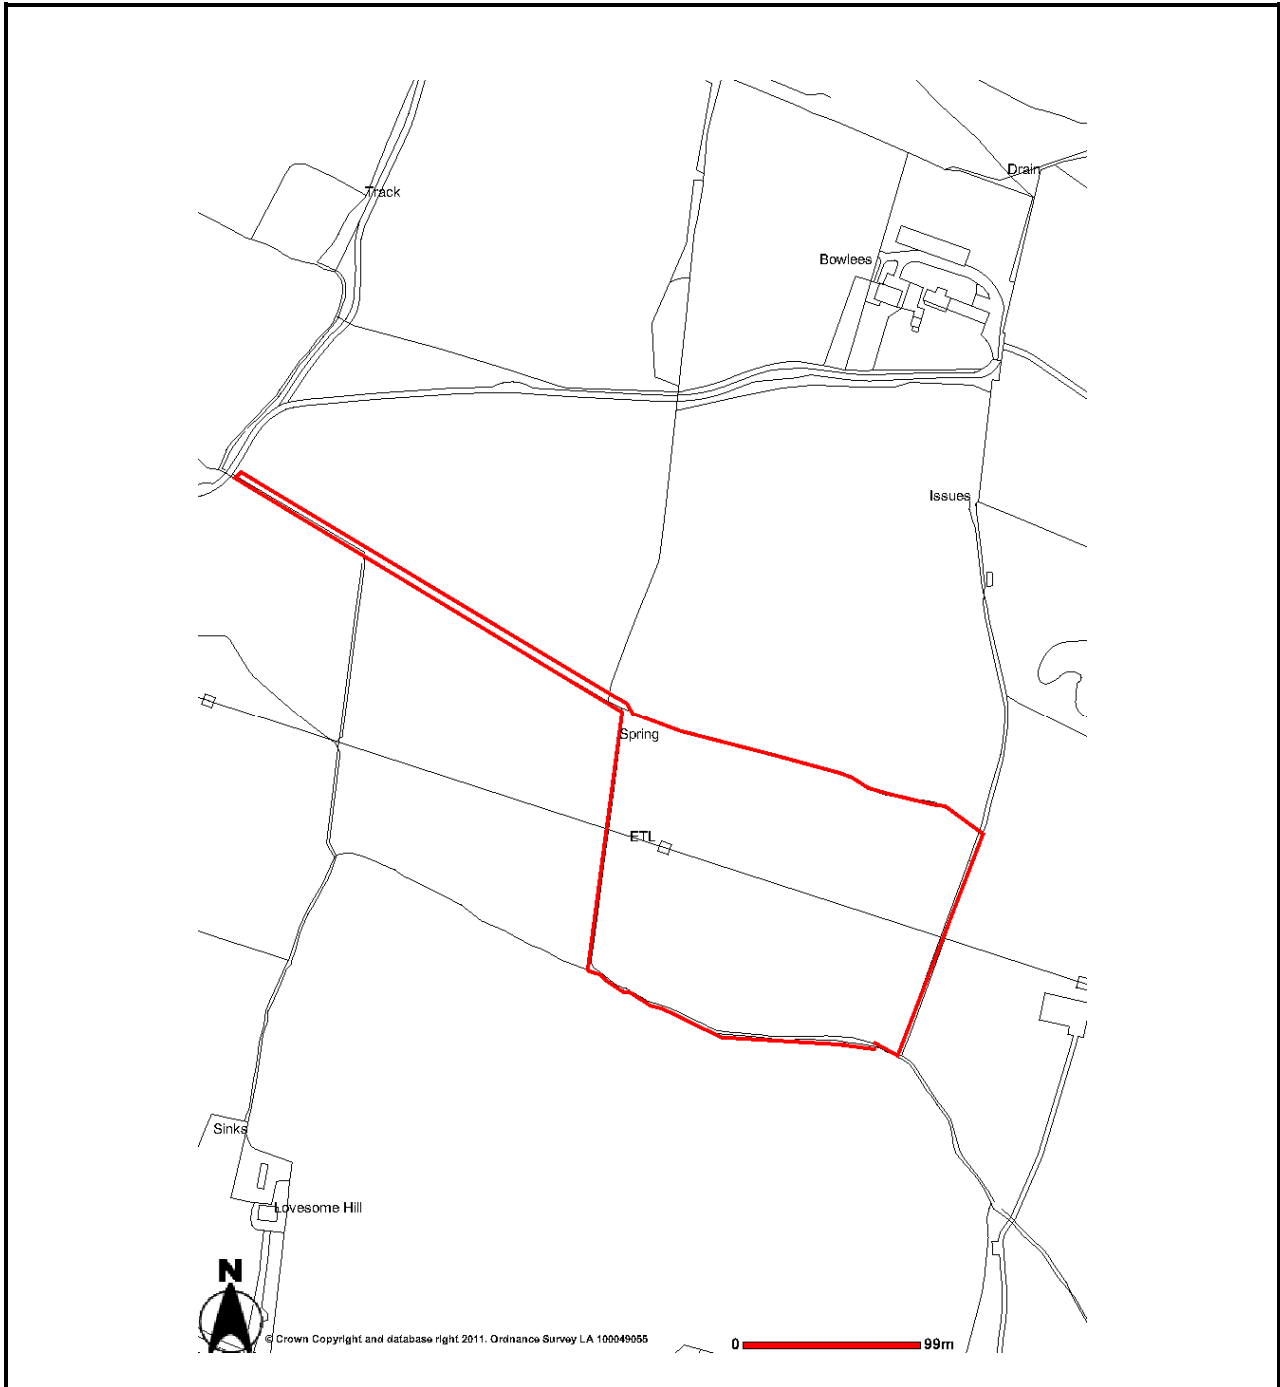 Drain
Track
Bowlees
Issues
Spring
ETL
Sinks
Lovesome Hill
N
© Crown Copyright and database right 2011. Ordnance Survey LA 100049055
0 99m